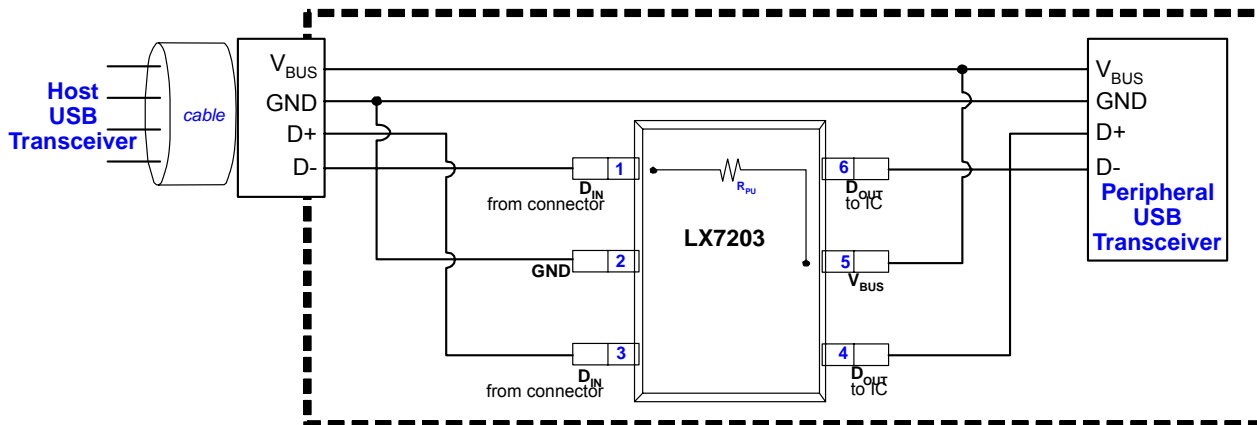 Host
USB
Transceiver
cable
VBUS
GND
D+
D-
1
DIN
from connector
2
GND
3
DIN
from connector
RPU
LX7203
6
DOUT
to IC
5
VBUS
4
DOUT
to IC
VBUS
GND
D+
D-
Peripheral
USB
Transceiver